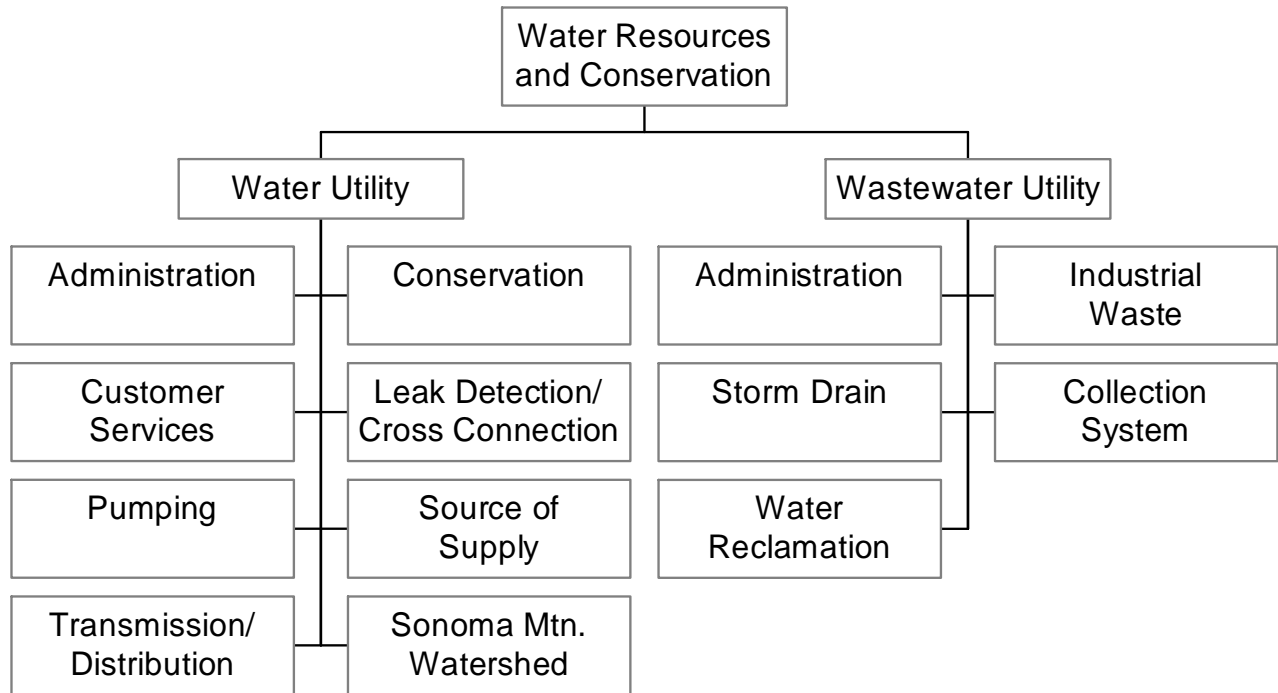 Water Resources
and Conservation
Water Utility
Wastewater Utility
Administration
Conservation
Administration
Industrial
Waste
Customer
Services
Leak Detection/
Cross Connection
Storm Drain
Collection
System
Pumping
Source of
Supply
Water
Reclamation
Transmission/
Distribution
Sonoma Mtn.
Watershed